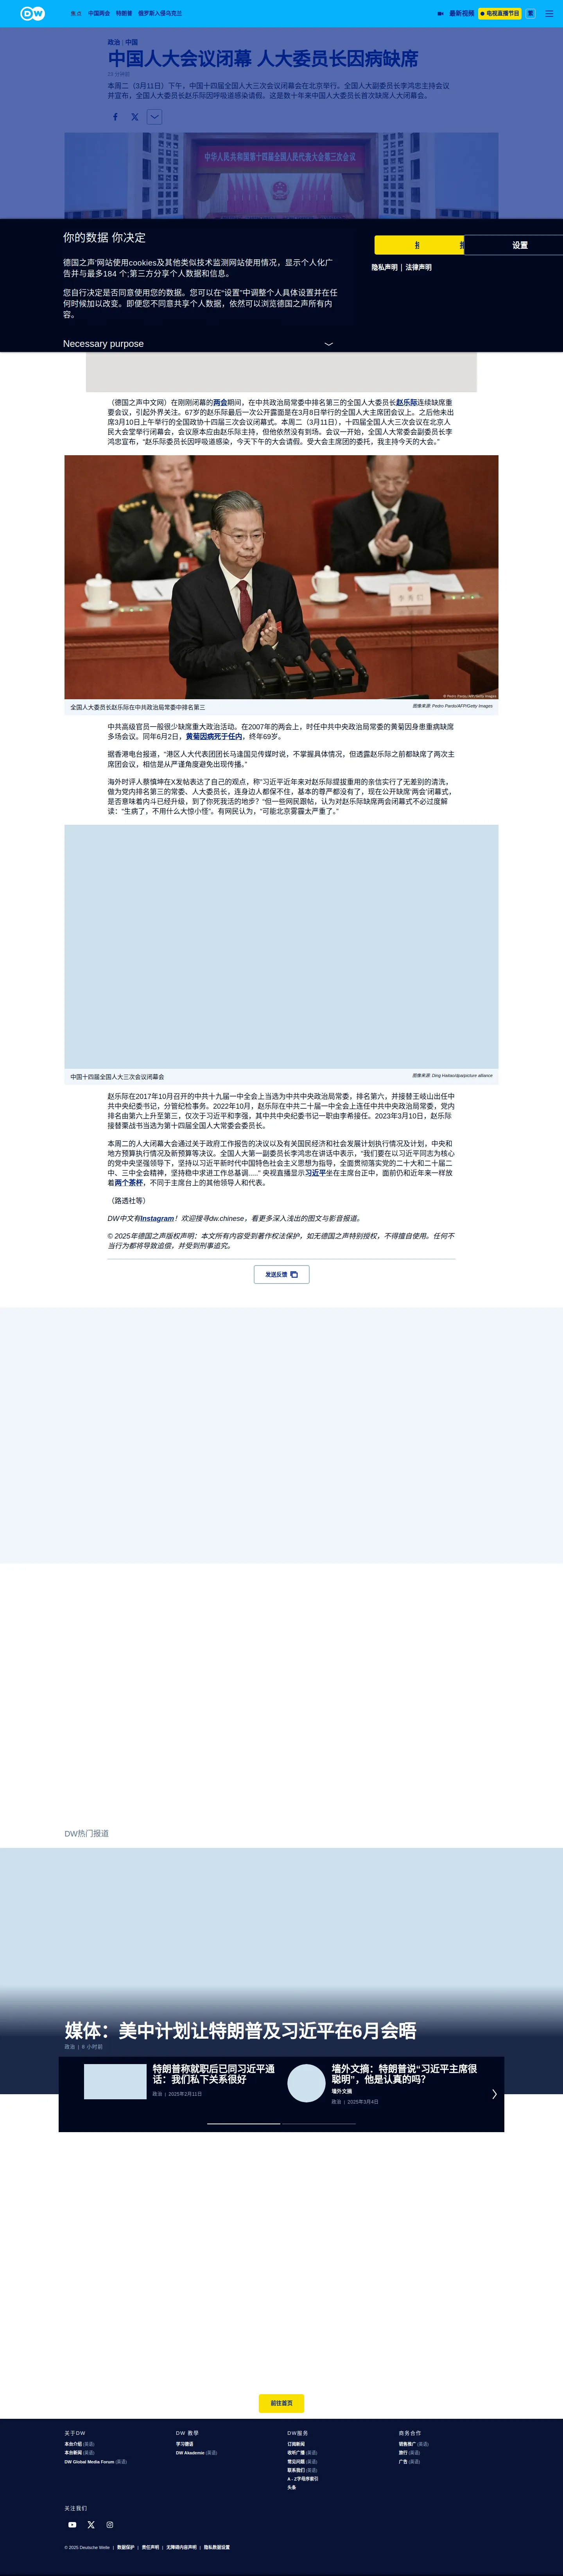 DW
焦点 中国两会 特朗普 俄罗斯入侵乌克兰
最新视频 电视直播节目 繁
政治 | 中国
中国人大会议闭幕 人大委员长因病缺席
本周二（3月11日）下午，中国十四届全国人大三次会议闭幕会在北京举行。全国人大副委员长李鸿忠主持会议
并宣布，全国人大委员长赵乐际因呼吸道感染请假。这是数十年来中国人大委员长首次缺席人大闭幕会。
中华人民共和国第十四届全国人民代表大会第三次会议
你的数据 你决定
德国之声’网站使用cookies及其他类似技术监测网站使用情况，显示个人化广
告并与最多184 个;第三方分享个人数据和信息。
您自行决定是否同意使用您的数据。您可以在“设置”中调整个人具体设置并在任
何时候加以改变。即使您不同意共享个人数据，依然可以浏览德国之声所有内
容。
Necessary purpose
设置
隐私声明 | 法律声明
（德国之声中文网）在刚刚闭幕的两会期间，在中共政治局常委中排名第三的全国人大委员长赵乐际连续缺席重
要会议，引起外界关注。67岁的赵乐际最后一次公开露面是在3月8日举行的全国人大主席团会议上。之后他未出
席3月10日上午举行的全国政协十四届三次会议闭幕式。本周二（3月11日），十四届全国人大三次会议在北京人
民大会堂举行闭幕会，会议原本应由赵乐际主持，但他依然没有到场。会议一开始，全国人大常委会副委员长李
鸿忠宣布，“赵乐际委员长因呼吸道感染，今天下午的大会请假。受大会主席团的委托，我主持今天的大会。”
全国人大委员长赵乐际在中共政治局常委中排名第三
图像来源: Pedro Pardo/AFP/Getty Images
中共高级官员一般很少缺席重大政治活动。在2007年的两会上，时任中共中央政治局常委的黄菊因身患重病缺席
多场会议。同年6月2日，黄菊因病死于任内，终年69岁。
据香港电台报道，“港区人大代表团团长马逢国见传媒时说，不掌握具体情况，但透露赵乐际之前都缺席了两次主
席团会议，相信是从严谨角度避免出现传播。”
海外时评人蔡慎坤在X发帖表达了自己的观点，称“习近平近年来对赵乐际提拔重用的亲信实行了无差别的清洗，
做为党内排名第三的常委、人大委员长，连身边人都保不住，基本的尊严都没有了，现在公开缺席‘两会’闭幕式，
是否意味着内斗已经升级，到了你死我活的地步？”但一些网民跟帖，认为对赵乐际缺席两会闭幕式不必过度解
读：“生病了，不用什么大惊小怪”。有网民认为，”可能北京雾霾太严重了。”
中国十四届全国人大三次会议闭幕会
图像来源: Ding Haitao/dpa/picture alliance
赵乐际在2017年10月召开的中共十九届一中全会上当选为中共中央政治局常委，排名第六，并接替王岐山出任中
共中央纪委书记，分管纪检事务。2022年10月，赵乐际在中共二十届一中全会上连任中共中央政治局常委，党内
排名由第六上升至第三，仅次于习近平和李强，其中共中央纪委书记一职由李希接任。2023年3月10日，赵乐际
接替栗战书当选为第十四届全国人大常委会委员长。
本周二的人大闭幕大会通过关于政府工作报告的决议以及有关国民经济和社会发展计划执行情况及计划，中央和
地方预算执行情况及新预算等决议。全国人大第一副委员长李鸿忠在讲话中表示，“我们要在以习近平同志为核心
的党中央坚强领导下，坚持以习近平新时代中国特色社会主义思想为指导，全面贯彻落实党的二十大和二十届二
中、三中全会精神，坚持稳中求进工作总基调.....” 央视直播显示习近平坐在主席台正中，面前仍和近年来一样放
着两个茶杯，不同于主席台上的其他领导人和代表。
（路透社等）
DW中文有Instagram！欢迎搜寻dw.chinese，看更多深入浅出的图文与影音报道。
© 2025年德国之声版权声明：本文所有内容受到著作权法保护，如无德国之声特别授权，不得擅自使用。任何不
当行为都将导致追偿，并受到刑事追究。
发送反馈
DW热门报道
媒体：美中计划让特朗普及习近平在6月会晤
政治 | 6 小时前
特朗普称就职后已同习近平通
话：我们私下关系很好
政治 | 2025年2月11日
墙外文摘：特朗普说“习近平主席很
聪明”，他是认真的吗？
墙外文摘
政治 | 2025年3月4日
前往首页
关于DW
本台介绍 (英语)
本台新闻 (英语)
DW Global Media Forum (英语)
DW 教学
学习德语
DW Akademie (英语)
DW服务
订阅新闻
收听广播 (英语)
常见问题 (英语)
联系我们 (英语)
A - Z字母序索引
头条
商务合作
销售推广 (英语)
旅行 (英语)
广告 (英语)
关注我们
© 2025 Deutsche Welle | 数据保护 | 责任声明 | 无障碍内容声明 | 隐私数据设置